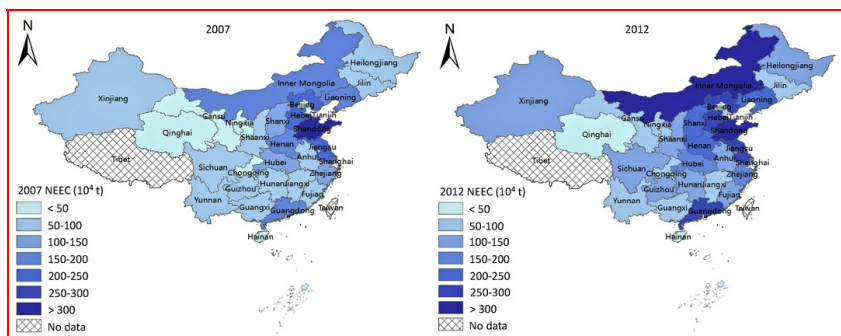 2007
N
Heilongjiang
Jilin
Inner Mongolia
Liaoning
Xinjiang
Beijing
Gansu
Hebei Tianjin
Ningxia
Shanxi
Shandong
Qinghai
Shaanxi
Henan
Jiangsu
Tibet
Anhui
Shanghai
Sichuan
Chongqing
Hubei
Zhejiang
Hunan Jiangxi
Guizhou
Fujian
Yunnan
Guangxi
Guangdong
Taiwan
Hainan
2007 NEEC (10⁴ t)
< 50
50-100
100-150
150-200
200-250
250-300
> 300
No data
2012
N
Heilongjiang
Jilin
Inner Mongolia
Liaoning
Xinjiang
Beijing
Gansu
Hebei Tianjin
Ningxia
Shanxi
Shandong
Qinghai
Shaanxi
Henan
Jiangsu
Tibet
Anhui
Shanghai
Sichuan
Chongqing
Hubei
Zhejiang
Hunan Jiangxi
Guizhou
Fujian
Yunnan
Guangxi
Guangdong
Taiwan
Hainan
2012 NEEC (10⁴ t)
< 50
50-100
100-150
150-200
200-250
250-300
> 300
No data